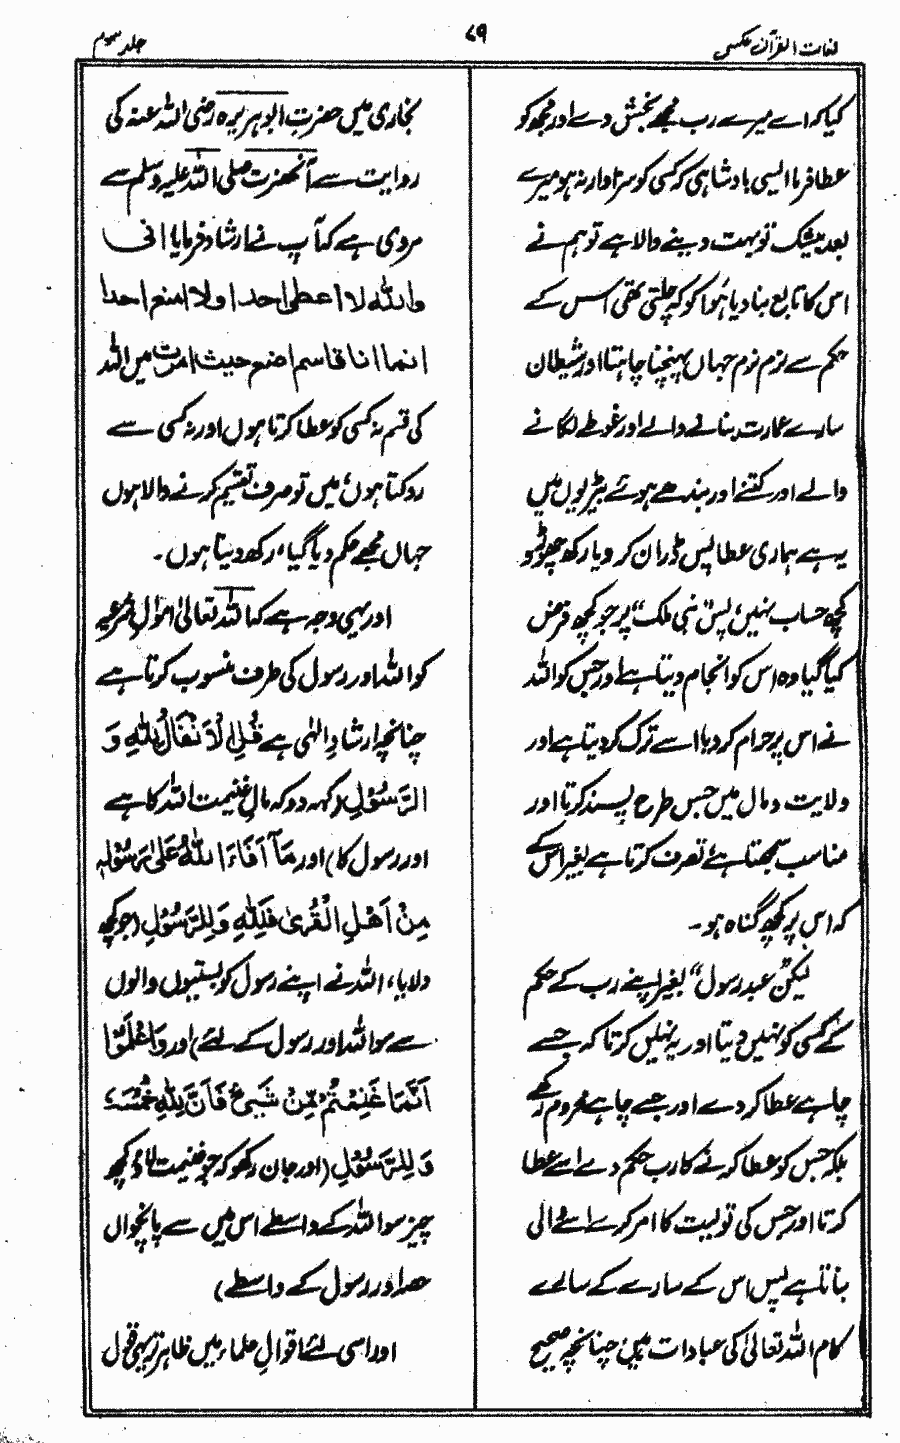 لغات القرآن عکسی
۷۹
جلد سوم
کیا کہ اے میرے رب مجھے بخش دے اور مجھ کو
عطا فرما ایسی بادشاہی کہ کسی کو سزاوار نہ ہو میرے
بعد بیشک تو بہت دینے والا ہے تو ہم نے
اس کا تابع بنا دیا ہوا کو کہ چلتی تھی اس کے
حکم سے نرم نرم جہاں پہنچنا چاہتا اور شیطان
سارے عمارت بنانے والے اور غوطے لگانے
والے اور کتنے اور بندھے ہوئے بیڑیوں میں
یہ ہے ہماری عطا پس ڈران کر و یا رکھ چھوڑو
کچھ حساب نہیں، پس ”نبی ملک“ پر جو کچھ فرض
کیا گیا وہ اس کو انجام دیتا ہے اور جس کو اللہ
نے اس پر حرام کر دیا اسے ترک کر دیتا ہے اور
ولایت و مال میں جس طرح پسند کرتا اور
مناسب سمجھتا ہے تصرف کرتا ہے بغیر اس کے
کہ اس پر کچھ گناہ ہو۔
لیکن ”عبد رسول“ بغیر اپنے رب کے حکم
کے کسی کو نہیں دیتا اور یہ نہیں کرتا کہ جسے
چاہے عطا کر دے اور جسے چاہے محروم رکھے
بلکہ جس کو عطا کرنے کا رب حکم دے اسے عطا
کرتا اور جس کی تولیت کا امر کرے اسے والی
بناتا ہے پس اس کے سارے کے سارے
کام اللہ تعالیٰ کی عبادات ہیں، چنانچہ صحیح
بخاری میں حضرت ابوہریرہ رضی اللہ عنہ کی
روایت سے آنحضرت صلی اللہ علیہ وسلم سے
مروی ہے کہ آپ نے ارشاد فرمایا انی
واللہ لا اعطی احدا ولا امنع احدا
انما انا قاسم اضع حیث امرت میں اللہ
کی قسم نہ کسی کو عطا کرتا ہوں اور نہ کسی سے
روکتا ہوں، میں تو صرف تقسیم کرنے والا ہوں
جہاں مجھے حکم دیا گیا، رکھ دیتا ہوں۔
اور یہی وجہ ہے کہ اللہ تعالیٰ اموال شرعیہ
کو اللہ اور رسول کی طرف منسوب کرتا ہے
چنانچہ ارشاد الٰہی ہے قُلِ الْاَنْفَالُ لِلّٰهِ وَ
الرَّسُوْلِ (کہہ دو کہ مال غنیمت اللہ کا ہے
اور رسول کا) اور مَآ اَفَآءَ اللّٰهُ عَلٰی رَسُوْلِهٖ
مِنْ اَهْلِ الْقُرٰی فَلِلّٰهِ وَلِلرَّسُوْلِ (جو کچھ
دلایا، اللہ نے اپنے رسول کو بستیوں والوں
سے سو اللہ اور رسول کے لئے) اور وَاعْلَمُوْٓا
اَنَّمَا غَنِمْتُمْ مِّنْ شَیْءٍ فَاَنَّ لِلّٰهِ خُمُسَهٗ
وَلِلرَّسُوْلِ (اور جان رکھو کہ جو غنیمت لاؤ کچھ
چیز سو اللہ کے واسطے اس میں سے پانچواں
حصہ اور رسول کے واسطے)
اور اسی لئے اقوال علماء میں ظاہر تر یہی قول